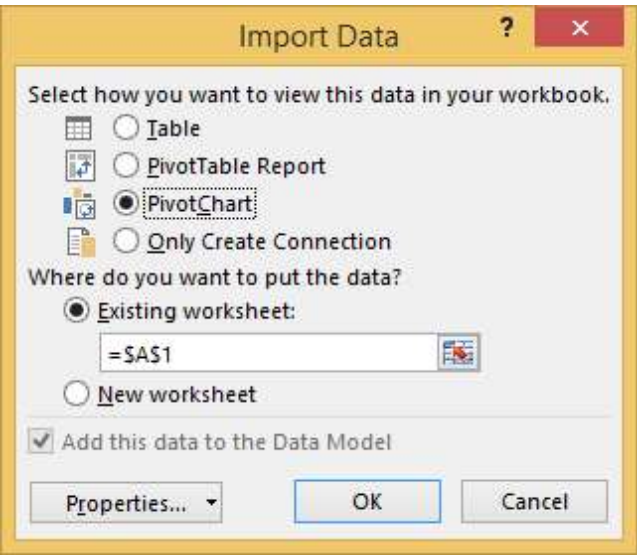 Import Data
?
Select how you want to view this data in your workbook.
Table
PivotTable Report
PivotChart
Only Create Connection
Where do you want to put the data?
Existing worksheet:
=$A$1
New worksheet
Add this data to the Data Model
Properties...
OK
Cancel